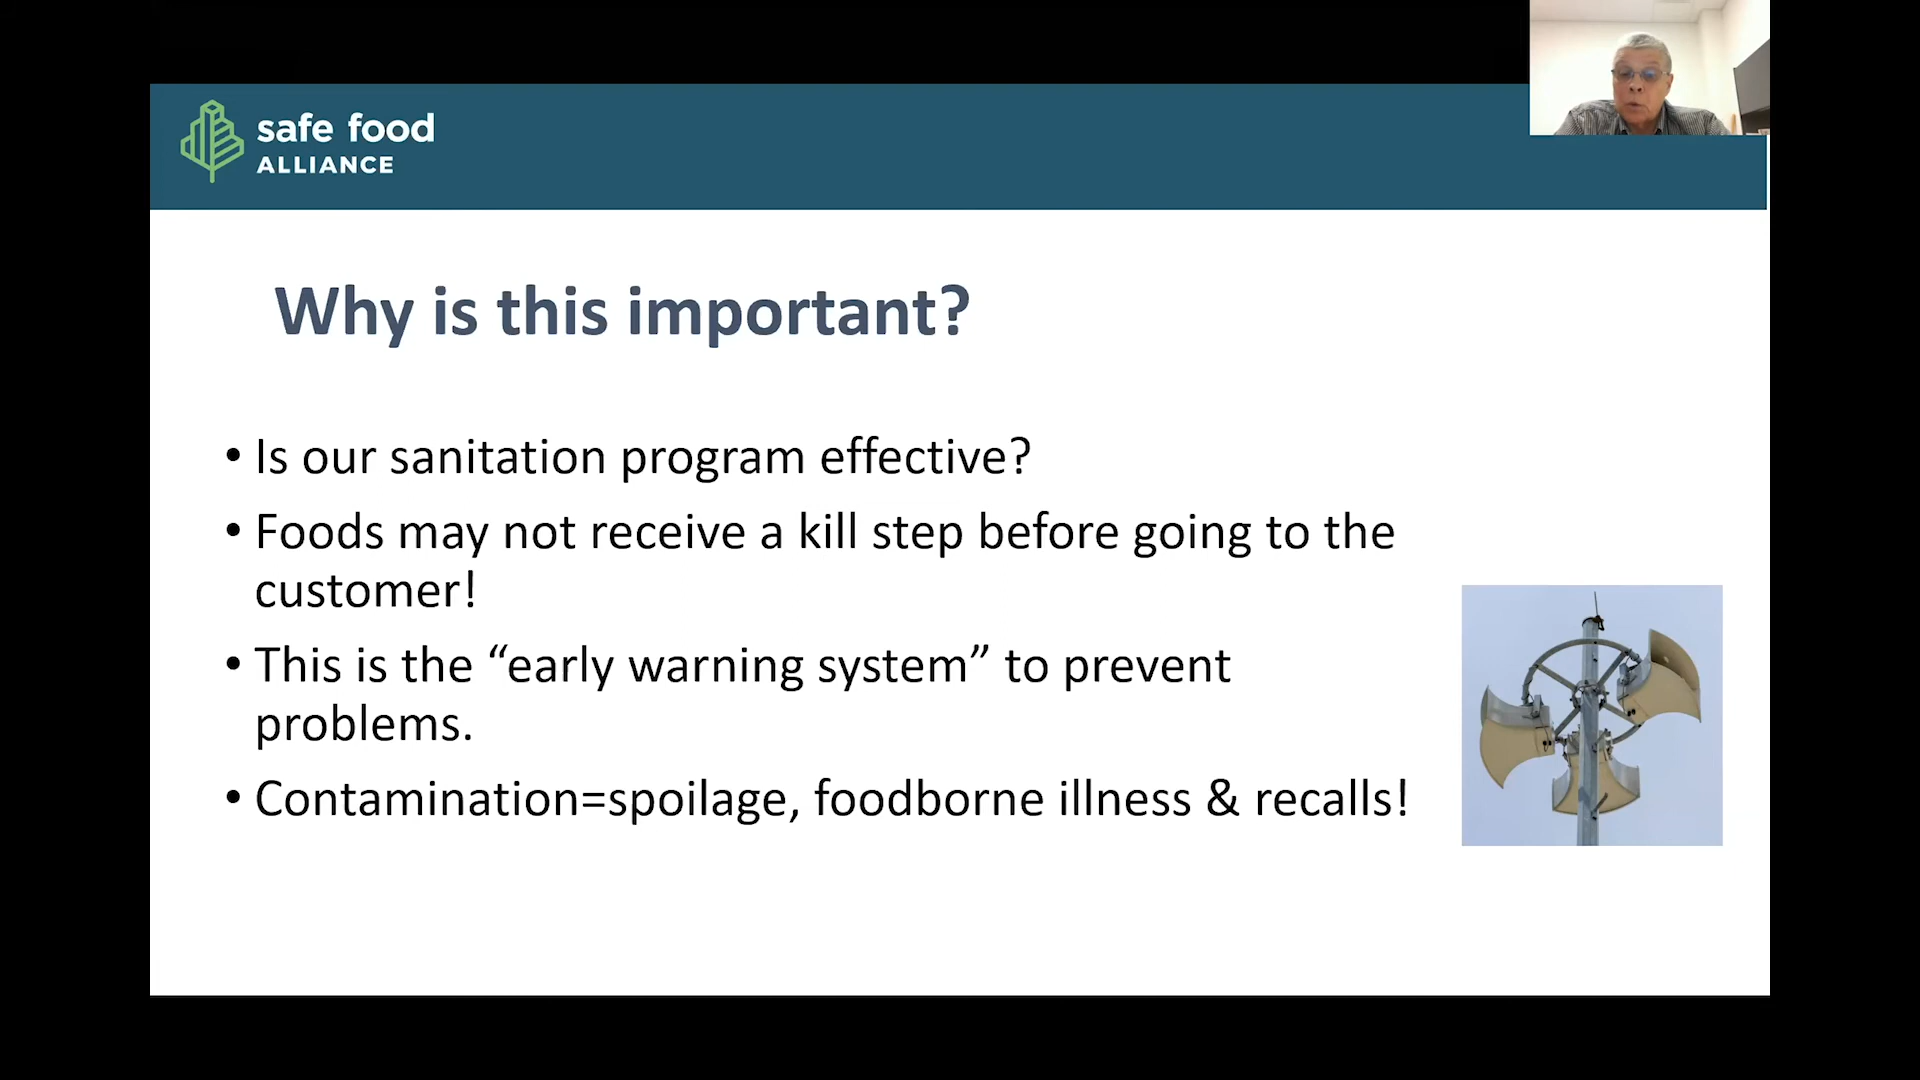 safe food
ALLIANCE
Why is this important?
• Is our sanitation program effective?
• Foods may not receive a kill step before going to the
customer!
• This is the “early warning system” to prevent
problems.
• Contamination=spoilage, foodborne illness & recalls!